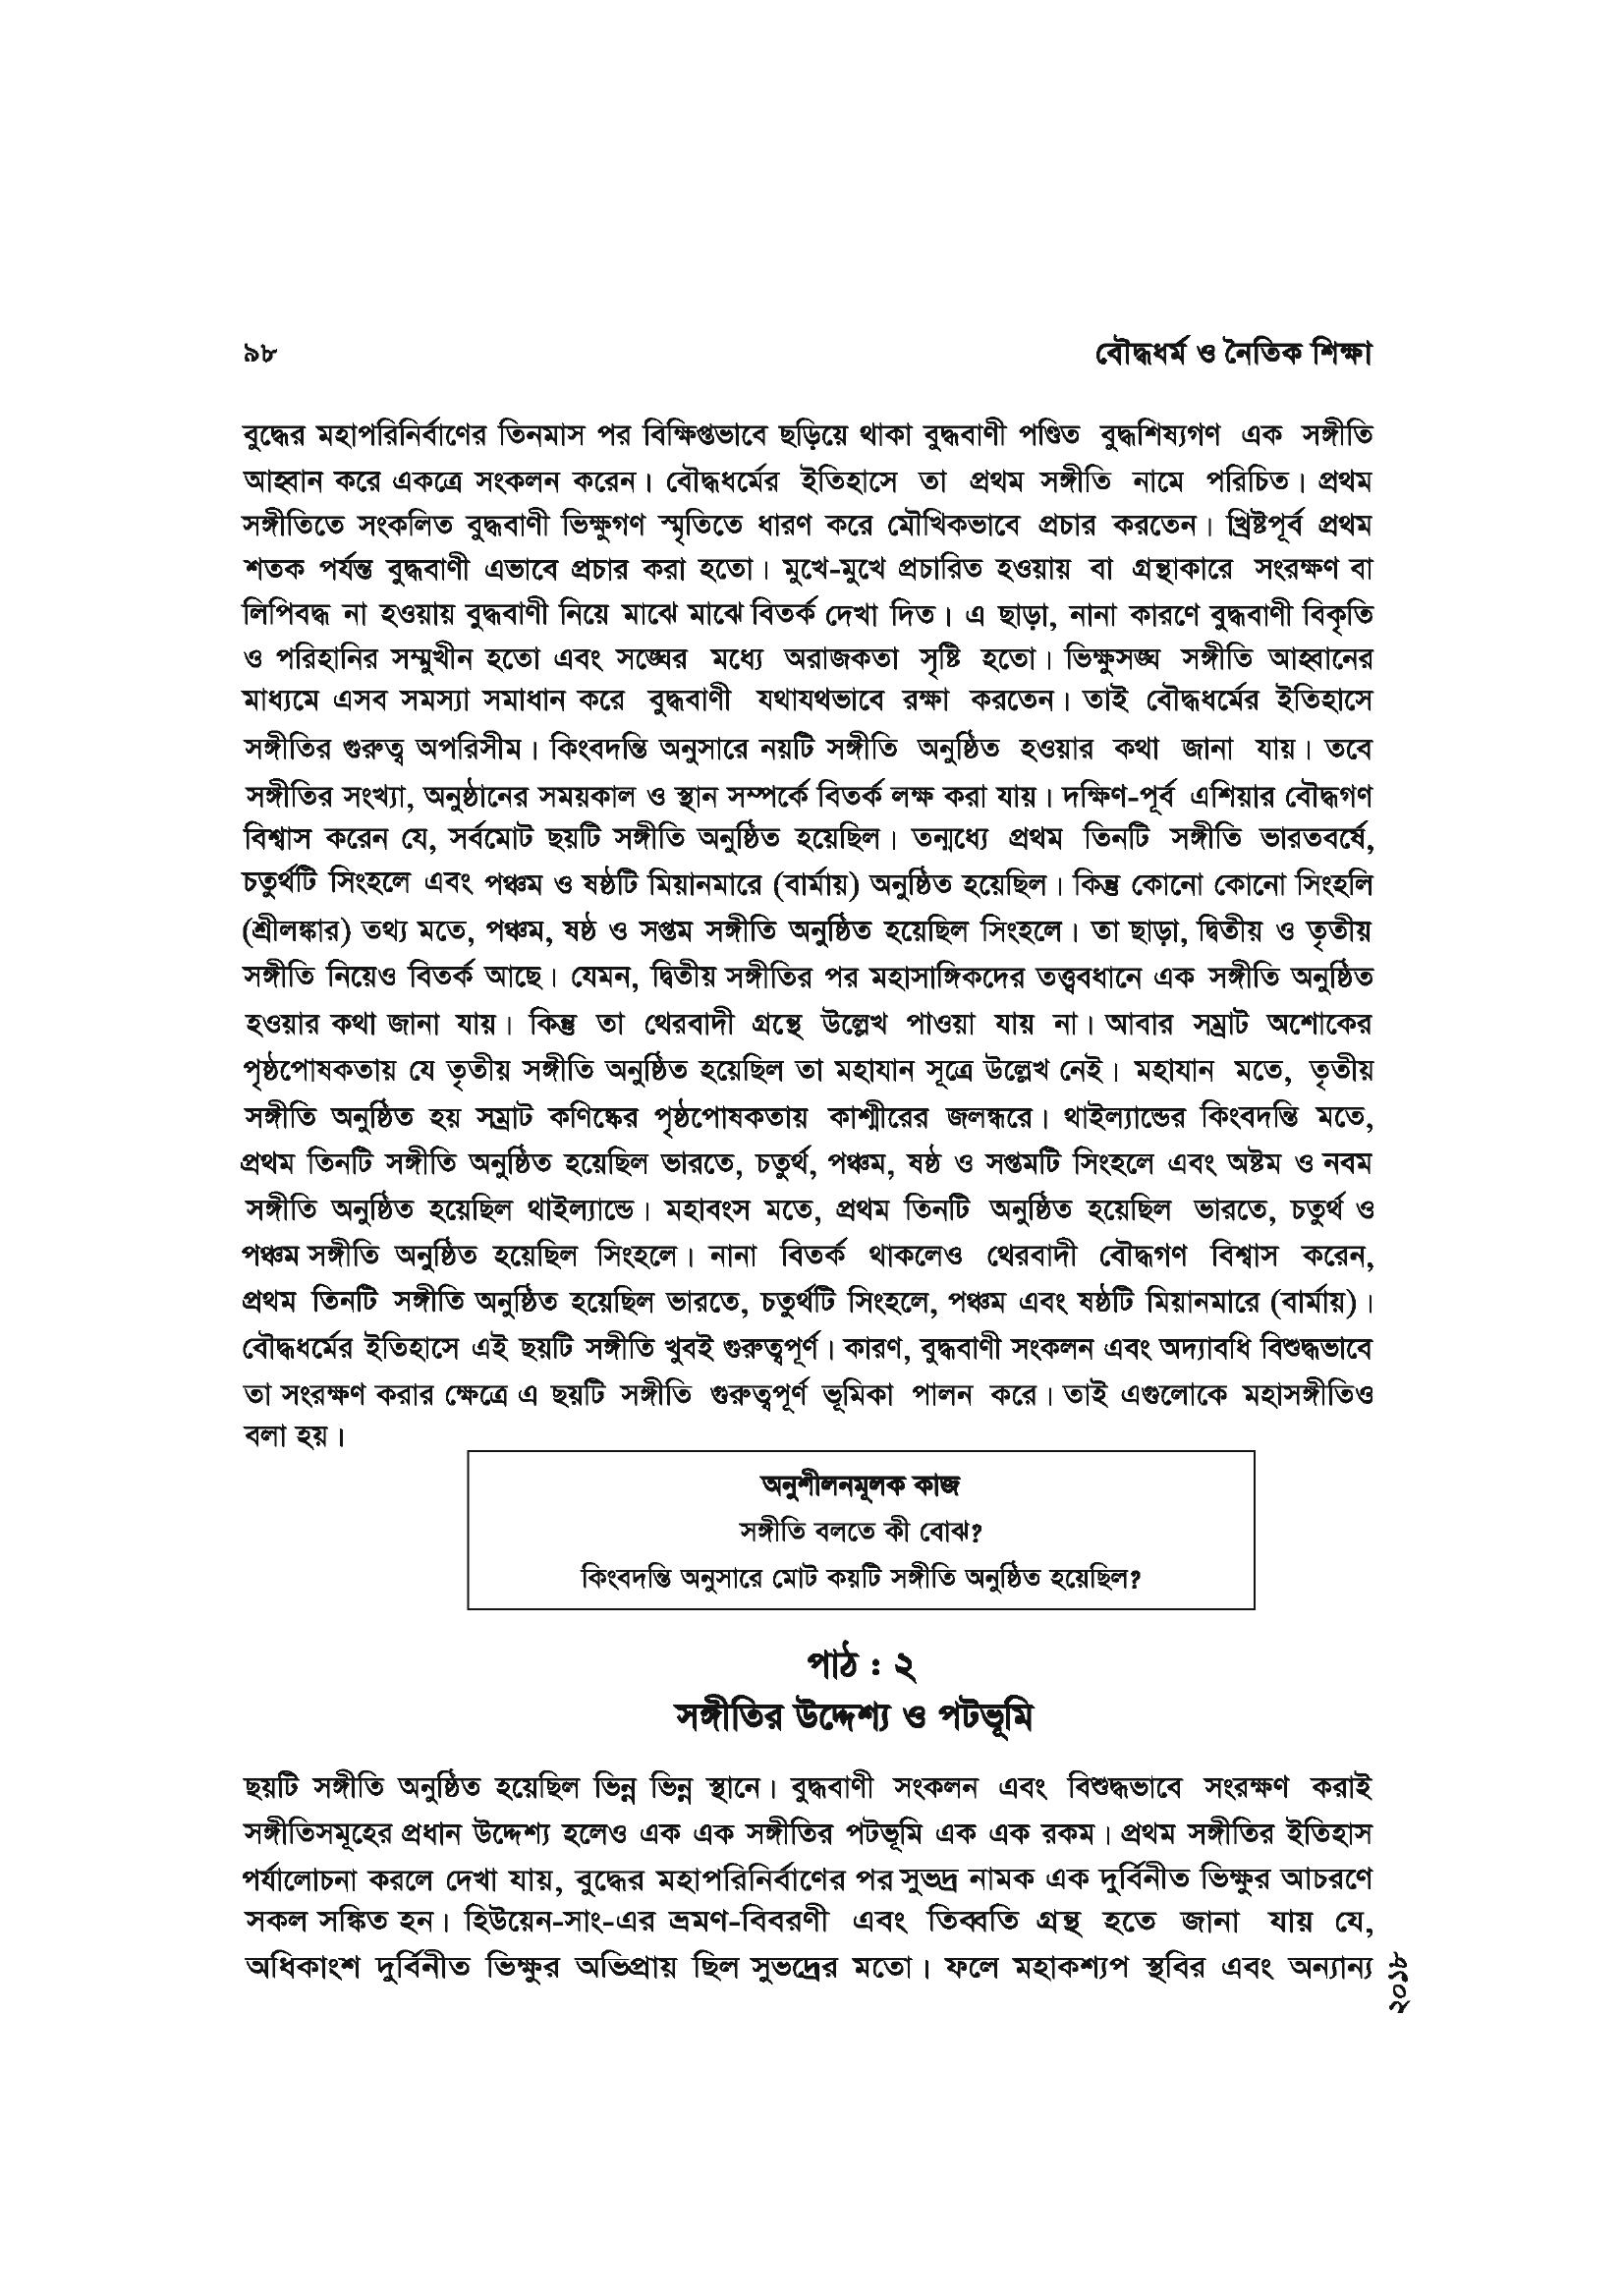 ৯৮ বৌদ্ধধর্ম ও নৈতিক শিক্ষা
বুদ্ধের মহাপরিনির্বাণের তিনমাস পর বিক্ষিপ্তভাবে ছড়িয়ে থাকা বুদ্ধবাণী পণ্ডিত বুদ্ধশিষ্যগণ এক সঙ্গীতি
আহ্বান করে একত্রে সংকলন করেন। বৌদ্ধধর্মের ইতিহাসে তা প্রথম সঙ্গীতি নামে পরিচিত। প্রথম
সঙ্গীতিতে সংকলিত বুদ্ধবাণী ভিক্ষুগণ স্মৃতিতে ধারণ করে মৌখিকভাবে প্রচার করতেন। খ্রিষ্টপূর্ব প্রথম
শতক পর্যন্ত বুদ্ধবাণী এভাবে প্রচার করা হতো। মুখে-মুখে প্রচারিত হওয়ায় বা গ্রন্থাকারে সংরক্ষণ বা
লিপিবদ্ধ না হওয়ায় বুদ্ধবাণী নিয়ে মাঝে মাঝে বিতর্ক দেখা দিত। এ ছাড়া, নানা কারণে বুদ্ধবাণী বিকৃতি
ও পরিহানির সম্মুখীন হতো এবং সঙ্ঘের মধ্যে অরাজকতা সৃষ্টি হতো। ভিক্ষুসঙ্ঘ সঙ্গীতি আহ্বানের
মাধ্যমে এসব সমস্যা সমাধান করে বুদ্ধবাণী যথাযথভাবে রক্ষা করতেন। তাই বৌদ্ধধর্মের ইতিহাসে
সঙ্গীতির গুরুত্ব অপরিসীম। কিংবদন্তি অনুসারে নয়টি সঙ্গীতি অনুষ্ঠিত হওয়ার কথা জানা যায়। তবে
সঙ্গীতির সংখ্যা, অনুষ্ঠানের সময়কাল ও স্থান সম্পর্কে বিতর্ক লক্ষ করা যায়। দক্ষিণ-পূর্ব এশিয়ার বৌদ্ধগণ
বিশ্বাস করেন যে, সর্বমোট ছয়টি সঙ্গীতি অনুষ্ঠিত হয়েছিল। তন্মধ্যে প্রথম তিনটি সঙ্গীতি ভারতবর্ষে,
চতুর্থটি সিংহলে এবং পঞ্চম ও ষষ্ঠটি মিয়ানমারে (বার্মায়) অনুষ্ঠিত হয়েছিল। কিন্তু কোনো কোনো সিংহলি
(শ্রীলঙ্কার) তথ্য মতে, পঞ্চম, ষষ্ঠ ও সপ্তম সঙ্গীতি অনুষ্ঠিত হয়েছিল সিংহলে। তা ছাড়া, দ্বিতীয় ও তৃতীয়
সঙ্গীতি নিয়েও বিতর্ক আছে। যেমন, দ্বিতীয় সঙ্গীতির পর মহাসাঙ্গিকদের তত্ত্ববধানে এক সঙ্গীতি অনুষ্ঠিত
হওয়ার কথা জানা যায়। কিন্তু তা থেরবাদী গ্রন্থে উল্লেখ পাওয়া যায় না। আবার সম্রাট অশোকের
পৃষ্ঠপোষকতায় যে তৃতীয় সঙ্গীতি অনুষ্ঠিত হয়েছিল তা মহাযান সূত্রে উল্লেখ নেই। মহাযান মতে, তৃতীয়
সঙ্গীতি অনুষ্ঠিত হয় সম্রাট কণিষ্কের পৃষ্ঠপোষকতায় কাশ্মীরের জলন্ধরে। থাইল্যান্ডের কিংবদন্তি মতে,
প্রথম তিনটি সঙ্গীতি অনুষ্ঠিত হয়েছিল ভারতে, চতুর্থ, পঞ্চম, ষষ্ঠ ও সপ্তমটি সিংহলে এবং অষ্টম ও নবম
সঙ্গীতি অনুষ্ঠিত হয়েছিল থাইল্যান্ডে। মহাবংস মতে, প্রথম তিনটি অনুষ্ঠিত হয়েছিল ভারতে, চতুর্থ ও
পঞ্চম সঙ্গীতি অনুষ্ঠিত হয়েছিল সিংহলে। নানা বিতর্ক থাকলেও থেরবাদী বৌদ্ধগণ বিশ্বাস করেন,
প্রথম তিনটি সঙ্গীতি অনুষ্ঠিত হয়েছিল ভারতে, চতুর্থটি সিংহলে, পঞ্চম এবং ষষ্ঠটি মিয়ানমারে (বার্মায়)।
বৌদ্ধধর্মের ইতিহাসে এই ছয়টি সঙ্গীতি খুবই গুরুত্বপূর্ণ। কারণ, বুদ্ধবাণী সংকলন এবং অদ্যাবধি বিশুদ্ধভাবে
তা সংরক্ষণ করার ক্ষেত্রে এ ছয়টি সঙ্গীতি গুরুত্বপূর্ণ ভূমিকা পালন করে। তাই এগুলোকে মহাসঙ্গীতিও
বলা হয়।
অনুশীলনমূলক কাজ
সঙ্গীতি বলতে কী বোঝ?
কিংবদন্তি অনুসারে মোট কয়টি সঙ্গীতি অনুষ্ঠিত হয়েছিল?
পাঠ : ২
সঙ্গীতির উদ্দেশ্য ও পটভূমি
ছয়টি সঙ্গীতি অনুষ্ঠিত হয়েছিল ভিন্ন ভিন্ন স্থানে। বুদ্ধবাণী সংকলন এবং বিশুদ্ধভাবে সংরক্ষণ করাই
সঙ্গীতিসমূহের প্রধান উদ্দেশ্য হলেও এক এক সঙ্গীতির পটভূমি এক এক রকম। প্রথম সঙ্গীতির ইতিহাস
পর্যালোচনা করলে দেখা যায়, বুদ্ধের মহাপরিনির্বাণের পর সুভদ্র নামক এক দুর্বিনীত ভিক্ষুর আচরণে
সকল সঙ্কিত হন। হিউয়েন-সাং-এর ভ্রমণ-বিবরণী এবং তিব্বতি গ্রন্থ হতে জানা যায় যে,
অধিকাংশ দুর্বিনীত ভিক্ষুর অভিপ্রায় ছিল সুভদ্রের মতো। ফলে মহাকশ্যপ স্থবির এবং অন্যান্য
২০১৮